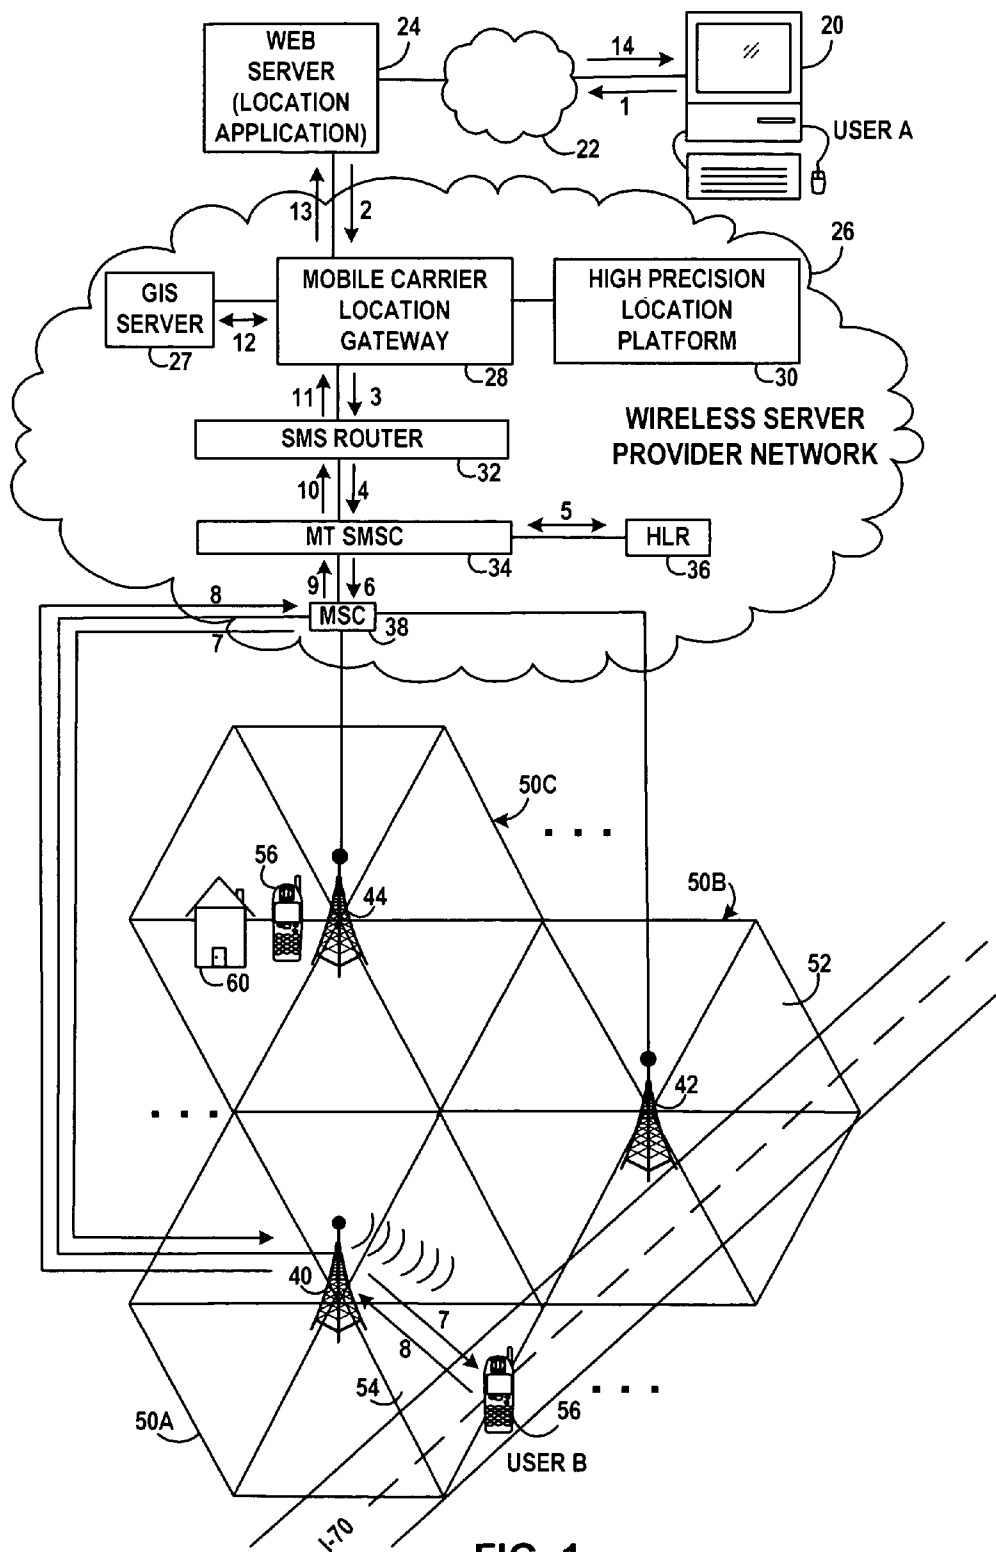 WEB
SERVER
(LOCATION
APPLICATION)
24
14
1
22
20
USER A
13
2
26
GIS
SERVER
27
12
MOBILE CARRIER
LOCATION
GATEWAY
28
HIGH PRECISION
LOCATION
PLATFORM
30
11
3
WIRELESS SERVER
PROVIDER NETWORK
SMS ROUTER
32
10
4
MT SMSC
34
5
HLR
36
9
6
8
MSC
38
7
50C
56
44
50B
60
52
42
40
7
8
54
56
50A
USER B
I-70
FIG. 1